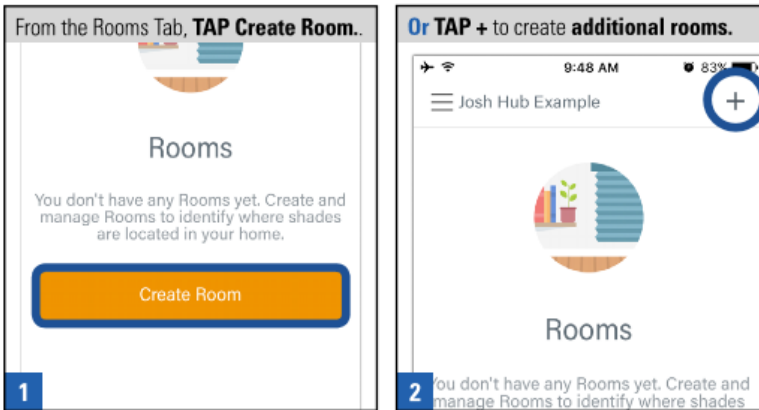 From the Rooms Tab, TAP Create Room..
Rooms
You don't have any Rooms yet. Create and
manage Rooms to identify where shades
are located in your home.
Create Room
1
Or TAP + to create additional rooms.
9:48 AM 83%
Josh Hub Example +
Rooms
You don't have any Rooms yet. Create and
manage Rooms to identify where shades
2